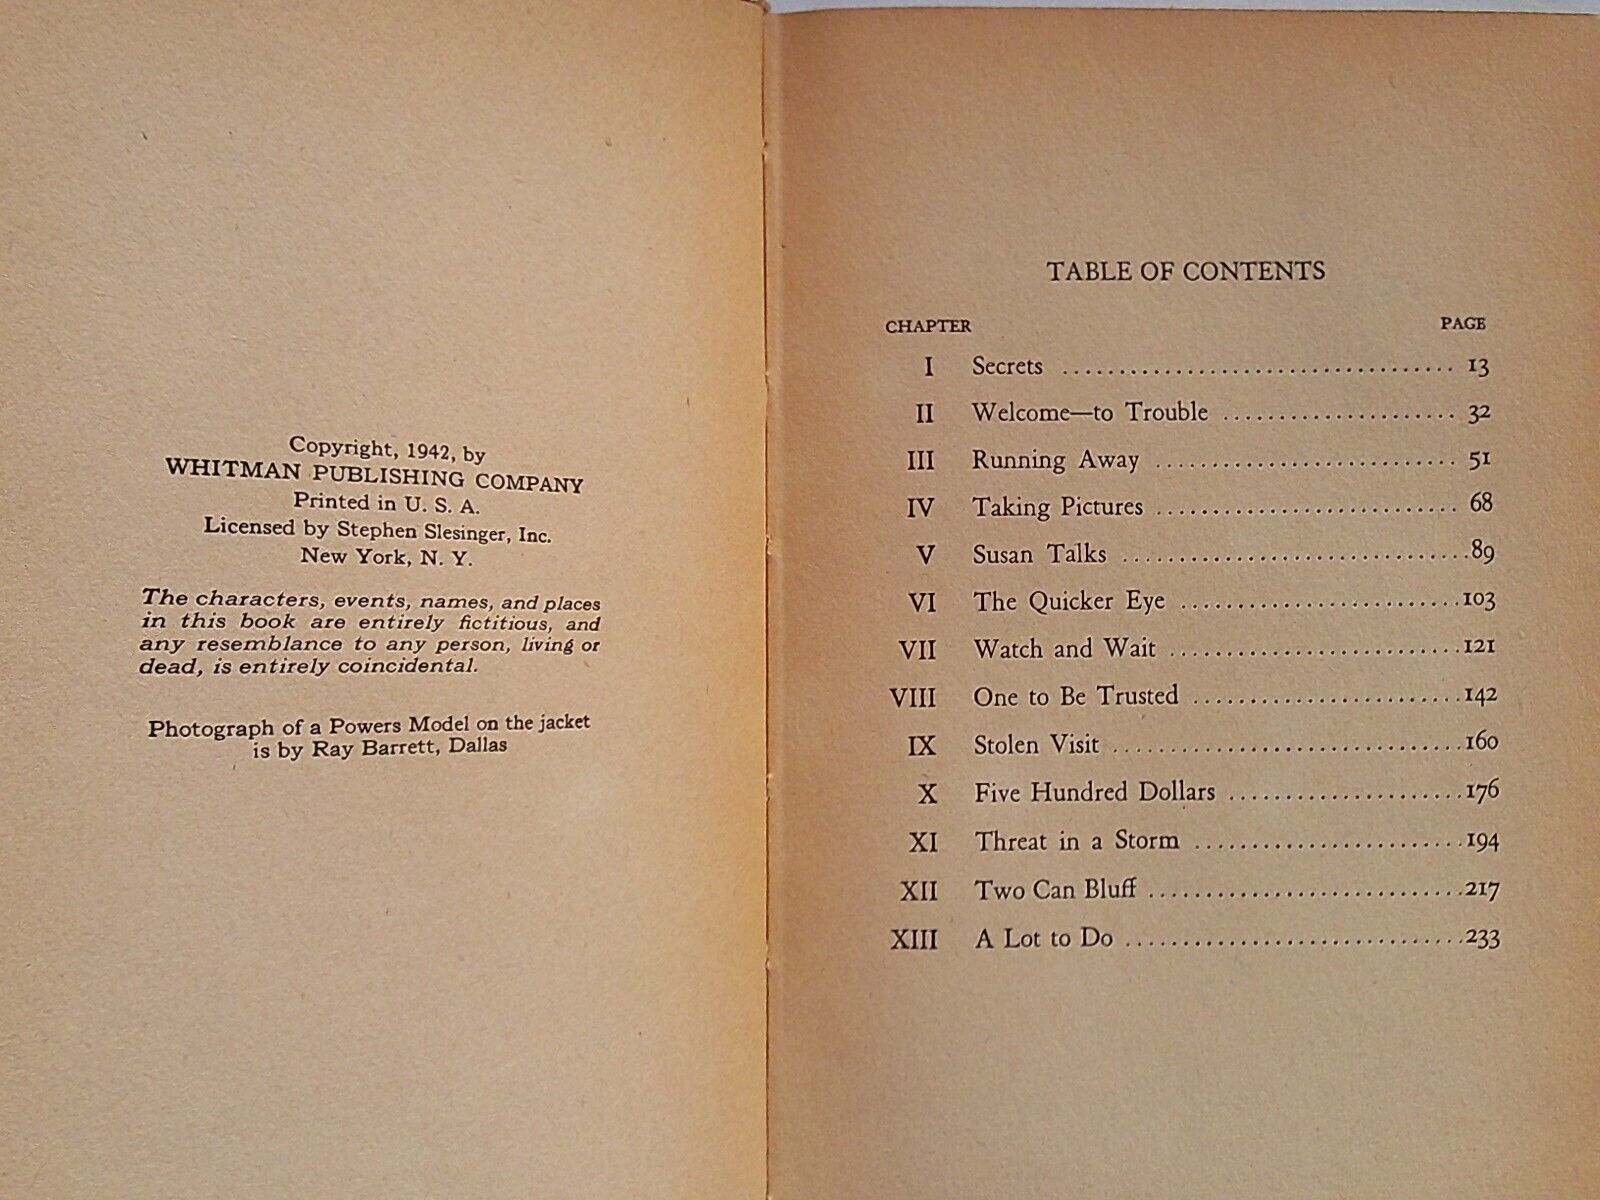 Copyright, 1942, by
WHITMAN PUBLISHING COMPANY
Printed in U. S. A.
Licensed by Stephen Slesinger, Inc.
New York, N. Y.
The characters, events, names, and places
in this book are entirely fictitious, and
any resemblance to any person, living or
dead, is entirely coincidental.
Photograph of a Powers Model on the jacket
is by Ray Barrett, Dallas
TABLE OF CONTENTS
CHAPTER PAGE
I Secrets .................................. 13
II Welcome—to Trouble ..................... 32
III Running Away ........................... 51
IV Taking Pictures ........................... 68
V Susan Talks ...............................89
VI The Quicker Eye .........................103
VII Watch and Wait ..........................121
VIII One to Be Trusted ........................142
IX Stolen Visit ...............................160
X Five Hundred Dollars .....................176
XI Threat in a Storm ........................194
XII Two Can Bluff ............................217
XIII A Lot to Do ..............................233